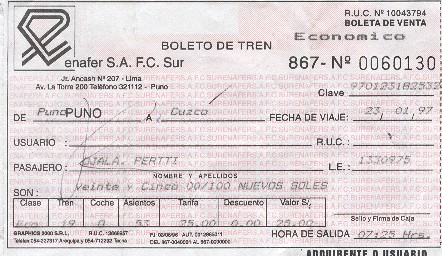 R.U.C. Nº 10043794
BOLETA DE VENTA
BOLETO DE TREN
Economico
enafer S.A. F.C. Sur
867- Nº 0060130
Jr. Ancash Nº 207 - Lima
Av. La Torre 200 Teléfono 321112 - Puno
Clave 970123182532
DE Puno PUNO A Cuzco FECHA DE VIAJE: 23, 01.97
USUARIO: R.U.C.:
PASAJERO: OJALA. PERTTI L.E.: 1330975
NOMBRE Y APELLIDOS
SON: veinte y Cinco 00/100 NUEVOS SOLES
Clase Tren Coche Asientos Tarifa Descuento Valor S/.
19 0 53 25.00 0.00 25.00
Sello y Firma de Caja
GRAPHOS 2000 S.R.L.
HORA DE SALIDA 07:25 Hrs.
ADQUIRENTE O USUARIO